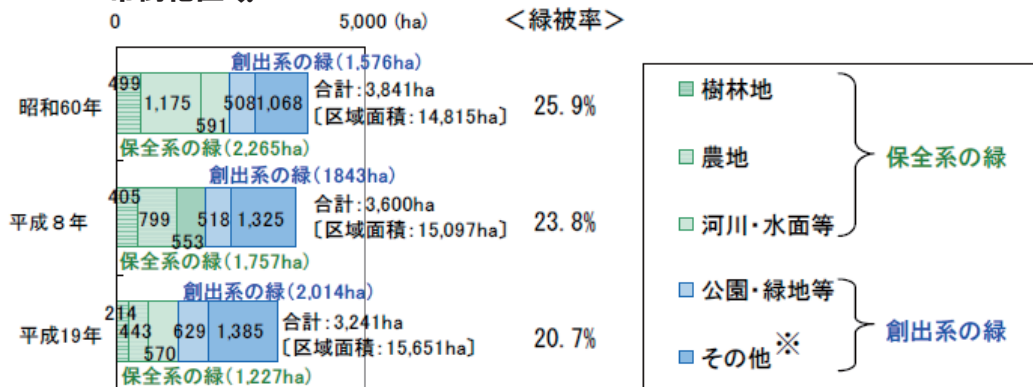 0
5,000 (ha)
<緑被率>
創出系の緑(1,576ha)
499
1,175
591
508
1,068
合計:3,841ha
昭和60年
〔区域面積:14,815ha〕
25.9%
保全系の緑(2,265ha)
創出系の緑(1843ha)
405
799
553
518
1,325
合計:3,600ha
平成8年
〔区域面積:15,097ha〕
23.8%
保全系の緑(1,757ha)
創出系の緑(2,014ha)
214
443
570
629
1,385
合計:3,241ha
平成19年
〔区域面積:15,651ha〕
20.7%
保全系の緑(1,227ha)
樹林地
農地
河川・水面等
保全系の緑
公園・緑地等
その他※
創出系の緑